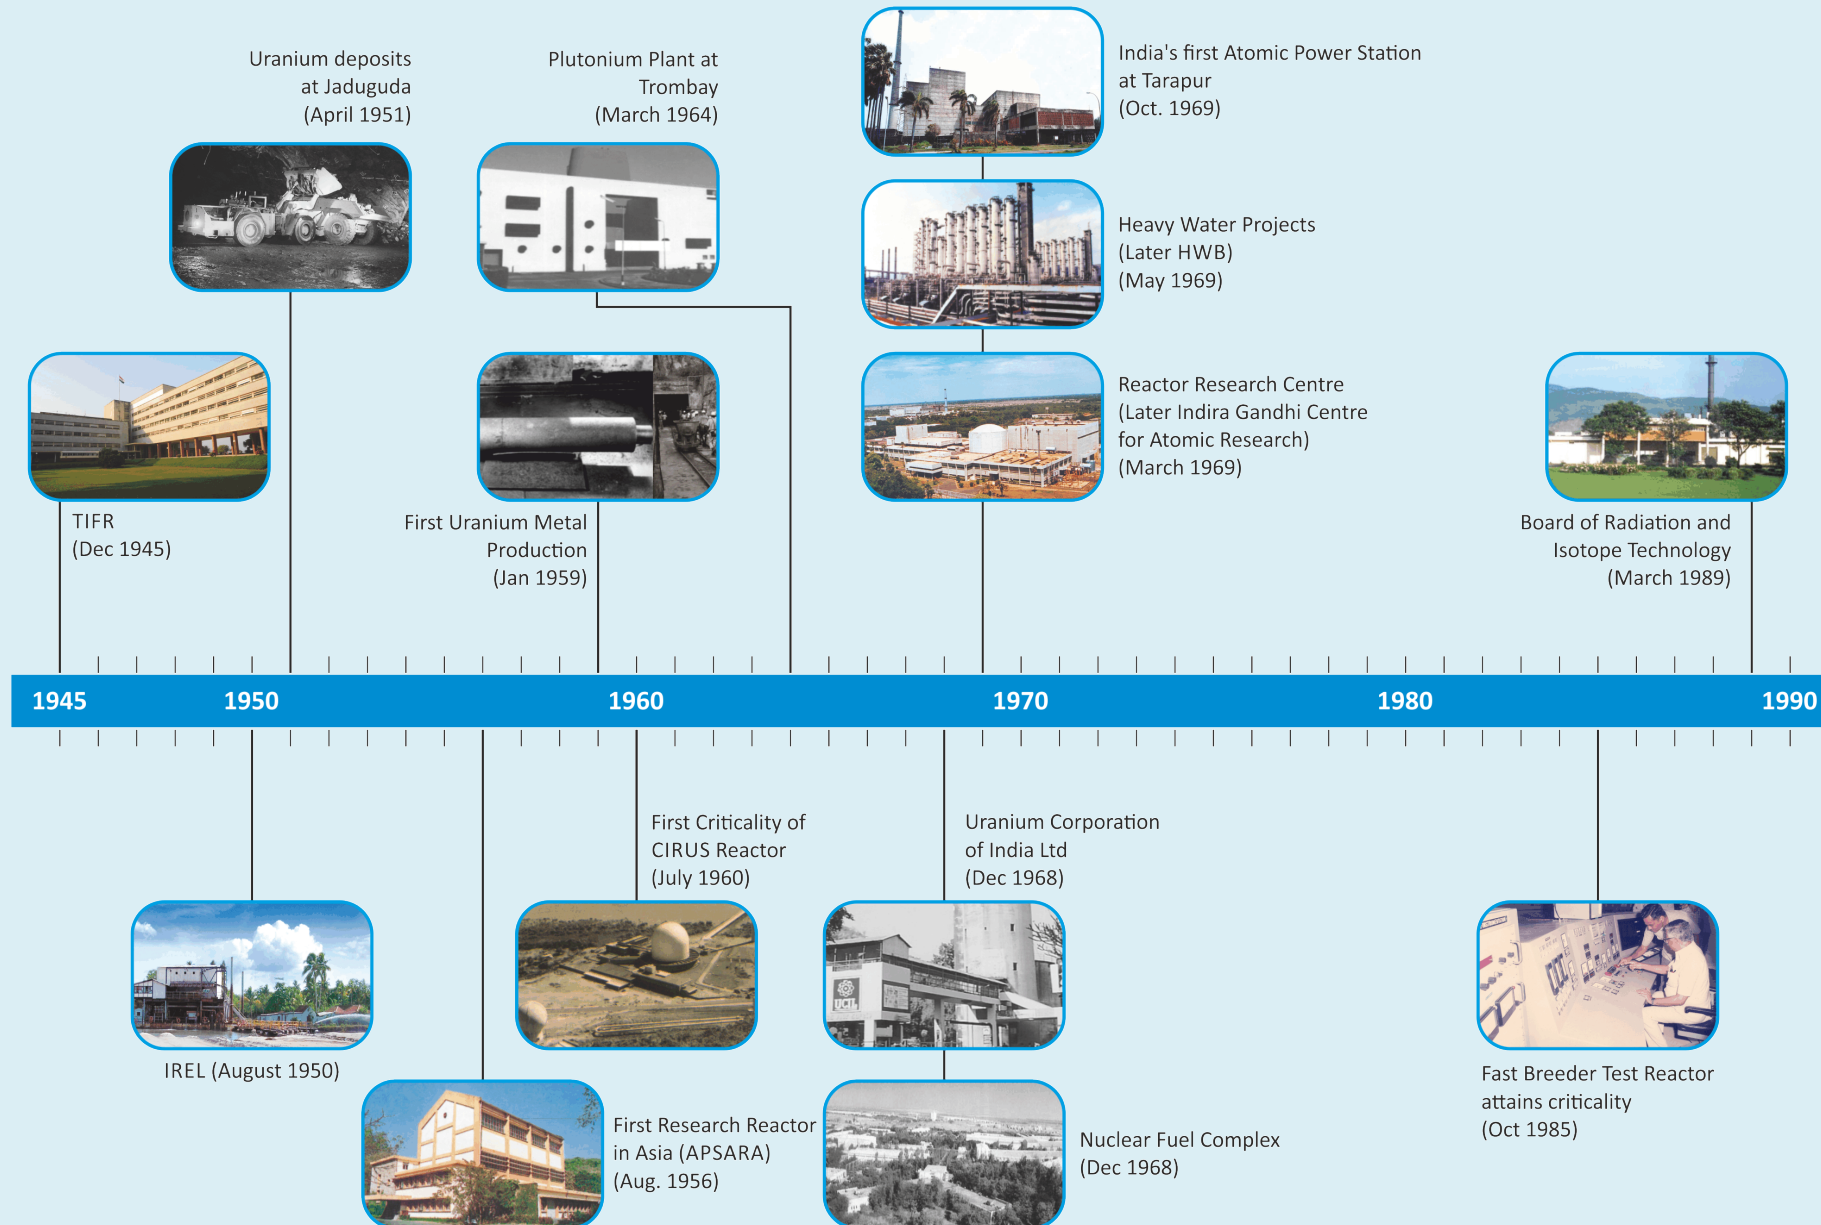 Uranium deposits
at Jaduguda
(April 1951)
Plutonium Plant at
Trombay
(March 1964)
India's first Atomic Power Station
at Tarapur
(Oct. 1969)
Heavy Water Projects
(Later HWB)
(May 1969)
Reactor Research Centre
(Later Indira Gandhi Centre
for Atomic Research)
(March 1969)
TIFR
(Dec 1945)
First Uranium Metal
Production
(Jan 1959)
Board of Radiation and
Isotope Technology
(March 1989)
1945 1950 1960 1970 1980 1990
First Criticality of
CIRUS Reactor
(July 1960)
Uranium Corporation
of India Ltd
(Dec 1968)
UCIL
IREL (August 1950)
First Research Reactor
in Asia (APSARA)
(Aug. 1956)
Nuclear Fuel Complex
(Dec 1968)
Fast Breeder Test Reactor
attains criticality
(Oct 1985)